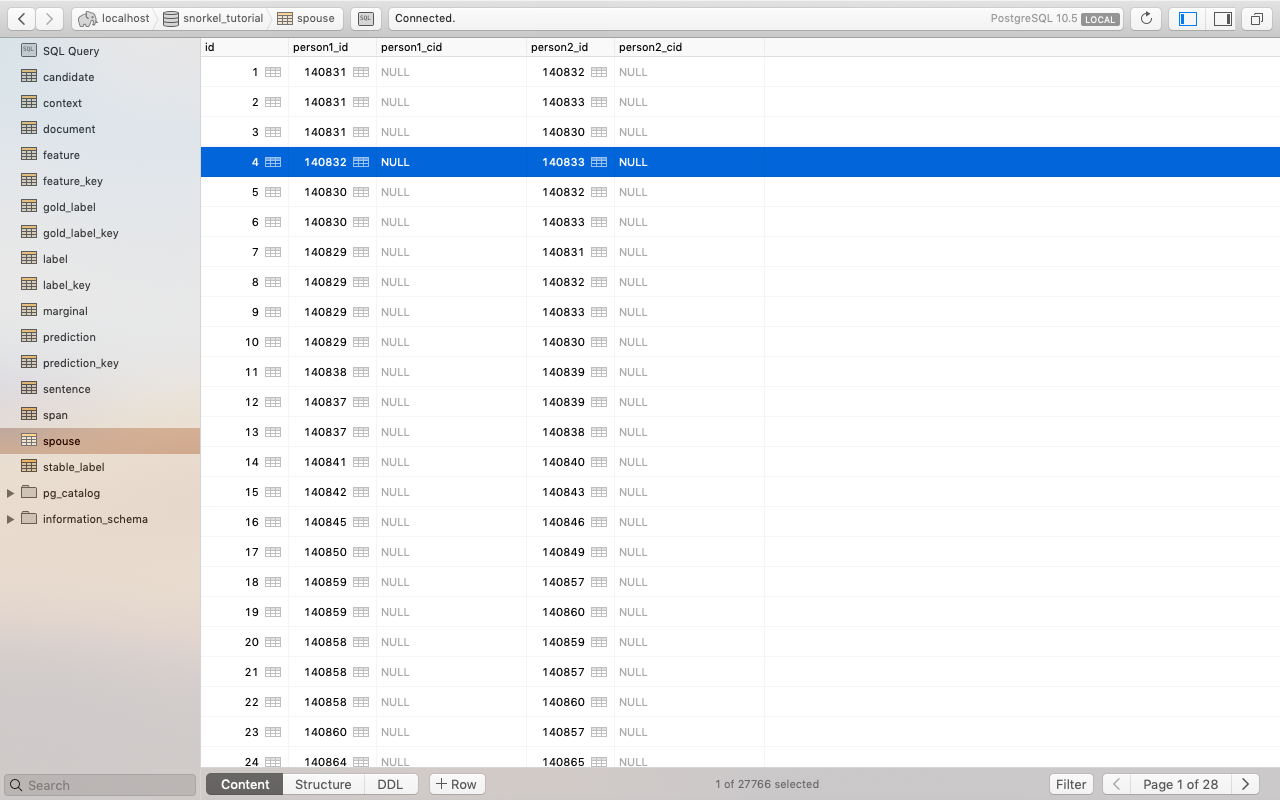 localhost snorkel_tutorial spouse SQL Connected. PostgreSQL 10.5 LOCAL
SQL SQL Query
candidate
context
document
feature
feature_key
gold_label
gold_label_key
label
label_key
marginal
prediction
prediction_key
sentence
span
spouse
stable_label
pg_catalog
information_schema
Search
id person1_id person1_cid person2_id person2_cid
1 140831 NULL 140832 NULL
2 140831 NULL 140833 NULL
3 140831 NULL 140830 NULL
4 140832 NULL 140833 NULL
5 140830 NULL 140832 NULL
6 140830 NULL 140833 NULL
7 140829 NULL 140831 NULL
8 140829 NULL 140832 NULL
9 140829 NULL 140833 NULL
10 140829 NULL 140830 NULL
11 140838 NULL 140839 NULL
12 140837 NULL 140839 NULL
13 140837 NULL 140838 NULL
14 140841 NULL 140840 NULL
15 140842 NULL 140843 NULL
16 140845 NULL 140846 NULL
17 140850 NULL 140849 NULL
18 140859 NULL 140857 NULL
19 140859 NULL 140860 NULL
20 140858 NULL 140859 NULL
21 140858 NULL 140857 NULL
22 140858 NULL 140860 NULL
23 140860 NULL 140857 NULL
24 140864 NULL 140865 NULL
Content Structure DDL + Row 1 of 27766 selected Filter Page 1 of 28